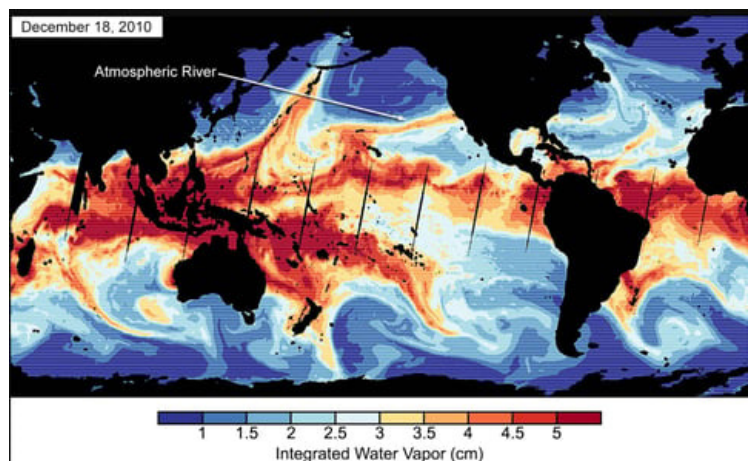 December 18, 2010
Atmospheric River
1 1.5 2 2.5 3 3.5 4 4.5 5
Integrated Water Vapor (cm)